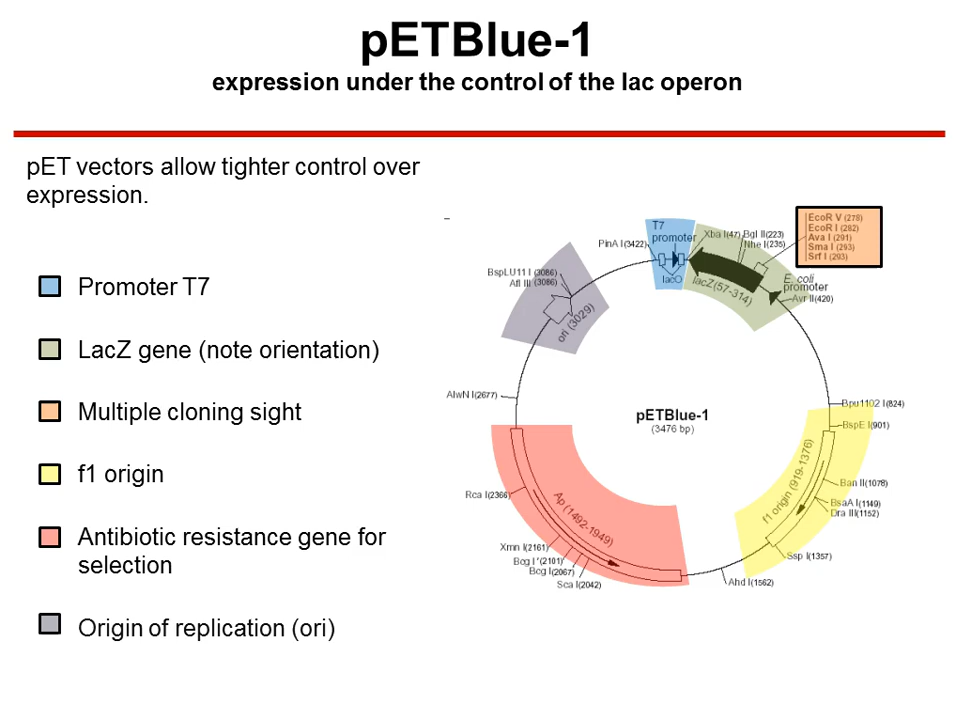 pETBlue-1
expression under the control of the lac operon
pET vectors allow tighter control over
expression.
Promoter T7
LacZ gene (note orientation)
Multiple cloning sight
f1 origin
Antibiotic resistance gene for
selection
Origin of replication (ori)
T7
promoter
PinA I(3422)
lacO
Xba I(47)
Bgl II(223)
Nhe I(235)
EcoR V (278)
EcoR I (282)
Ava I (291)
Sma I (293)
Srf I (293)
lacZ(57-314)
E. coli
promoter
Avr II(420)
BspLU11 I(3086)
Afl III(3086)
ori (3029)
AlwN I(2677)
pETBlue-1
(3476 bp)
Bpu1102 I(824)
BspE I(901)
f1 origin (919-1376)
Ban II(1078)
BsaA I(1149)
Dra III(1152)
Ssp I(1357)
Ahd I(1562)
Ap (1492-1949)
Rca I(2366)
Xmn I(2161)
Bcg I'(2101)
Bcg I(2067)
Sca I(2042)